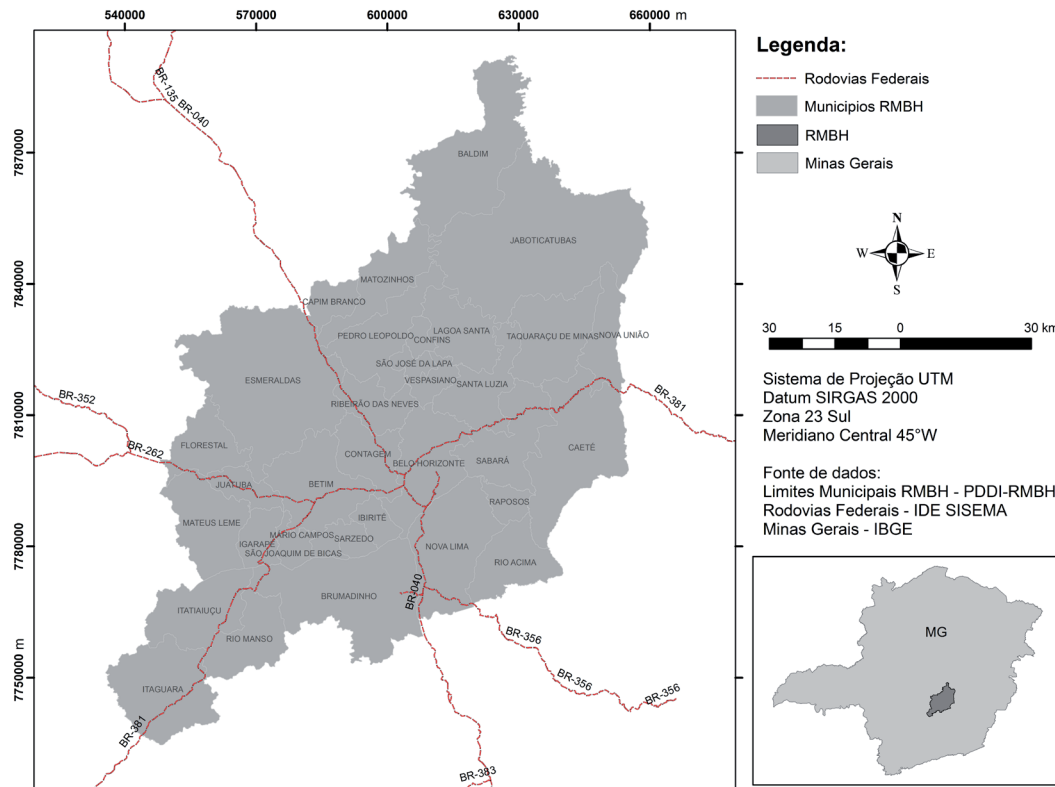 540000 570000 600000 630000 660000 m
7870000
7840000
7810000
7780000
7750000 m
BR-135
BR-040
BALDIM
JABOTICATUBAS
MATOZINHOS
CAPIM BRANCO
PEDRO LEOPOLDO
LAGOA SANTA
CONFINS
TAQUARAÇU DE MINAS
NOVA UNIÃO
SÃO JOSÉ DA LAPA
ESMERALDAS
VESPASIANO
SANTA LUZIA
BR-352
RIBEIRÃO DAS NEVES
BR-381
FLORESTAL
BR-262
CONTAGEM
BELO HORIZONTE
SABARÁ
CAETÉ
JUATUBA
BETIM
RAPOSOS
MATEUS LEME
IBIRITÉ
MÁRIO CAMPOS
SARZEDO
IGARAPÉ
SÃO JOAQUIM DE BICAS
NOVA LIMA
RIO ACIMA
BR-040
BRUMADINHO
ITATIAIUÇU
RIO MANSO
BR-356
BR-356
BR-356
ITAGUARA
BR-381
BR-383
Legenda:
Rodovias Federais
Municipios RMBH
RMBH
Minas Gerais
N
W E
S
30 15 0 30 km
Sistema de Projeção UTM
Datum SIRGAS 2000
Zona 23 Sul
Meridiano Central 45°W
Fonte de dados:
Limites Municipais RMBH - PDDI-RMBH
Rodovias Federais - IDE SISEMA
Minas Gerais - IBGE
MG